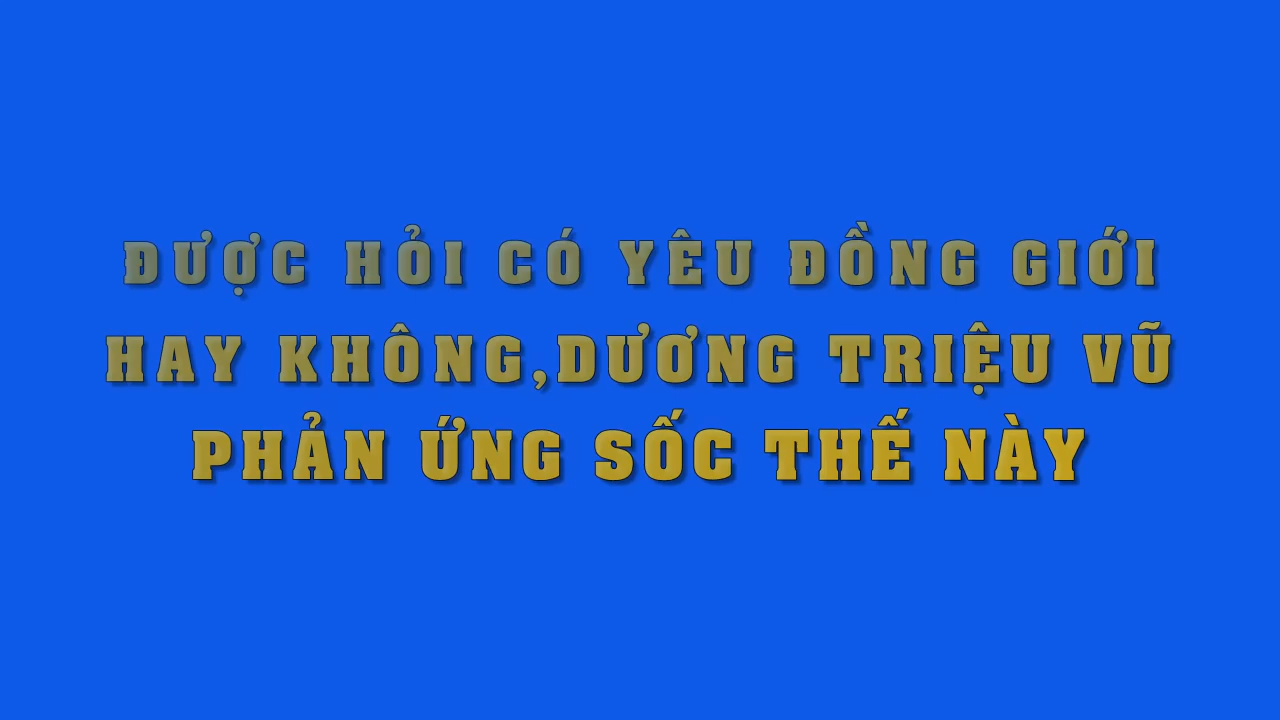 ĐƯỢC HỎI CÓ YÊU ĐỒNG GIỚI
HAY KHÔNG,DƯƠNG TRIỆU VŨ
PHẢN ỨNG SỐC THẾ NÀY